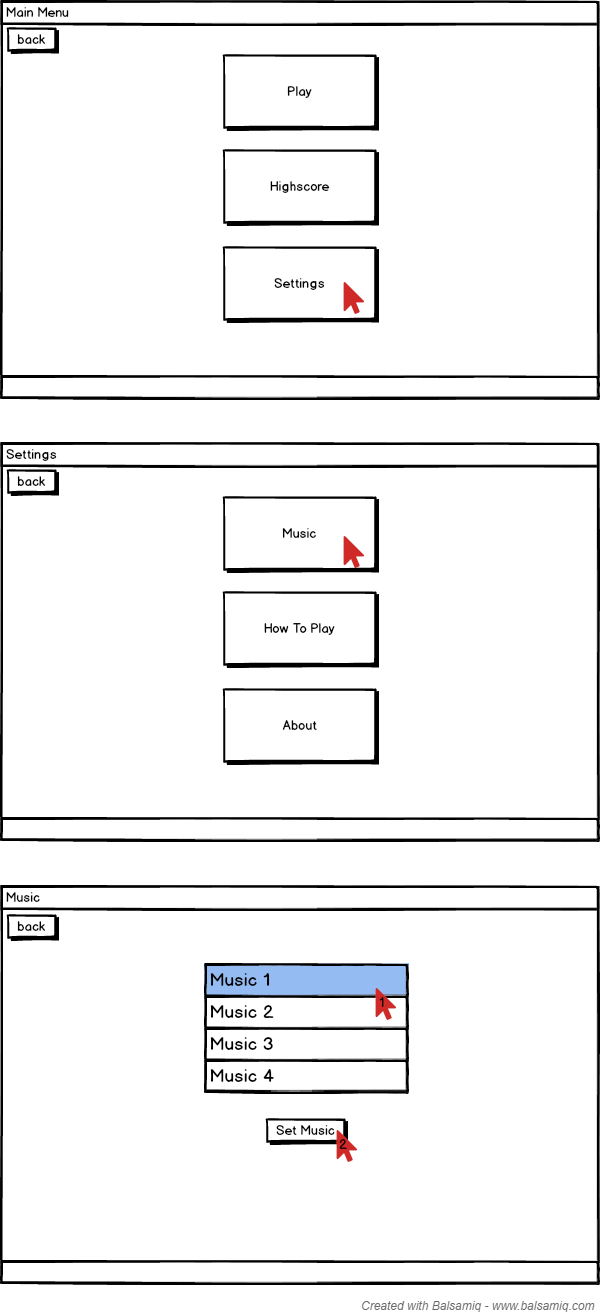 Main Menu
back
Play
Highscore
Settings
Settings
back
Music
How To Play
About
Music
back
Music 1
1
Music 2
Music 3
Music 4
Set Music
2
Created with Balsamiq - www.balsamiq.com